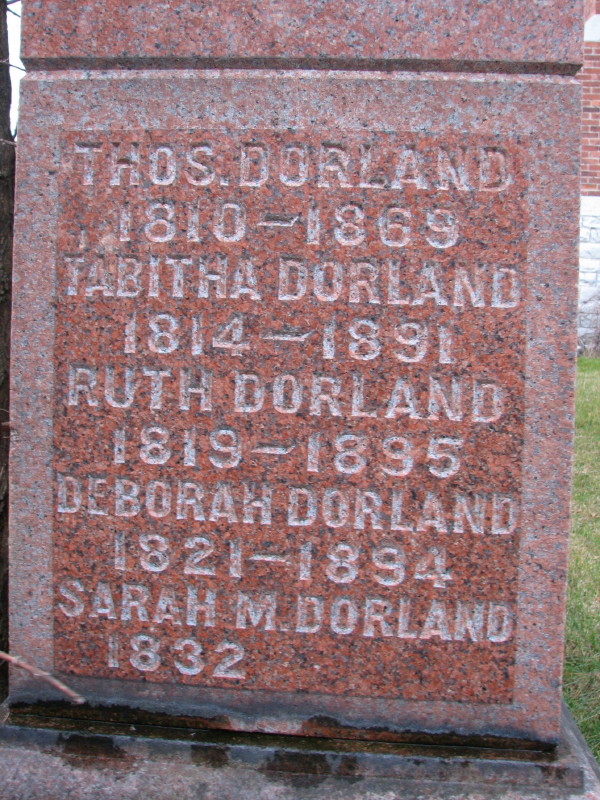 THOS. DORLAND
1810–1869
TABITHA DORLAND
1814–1891
RUTH DORLAND
1819–1895
DEBORAH DORLAND
1821–1894
SARAH M. DORLAND
1832